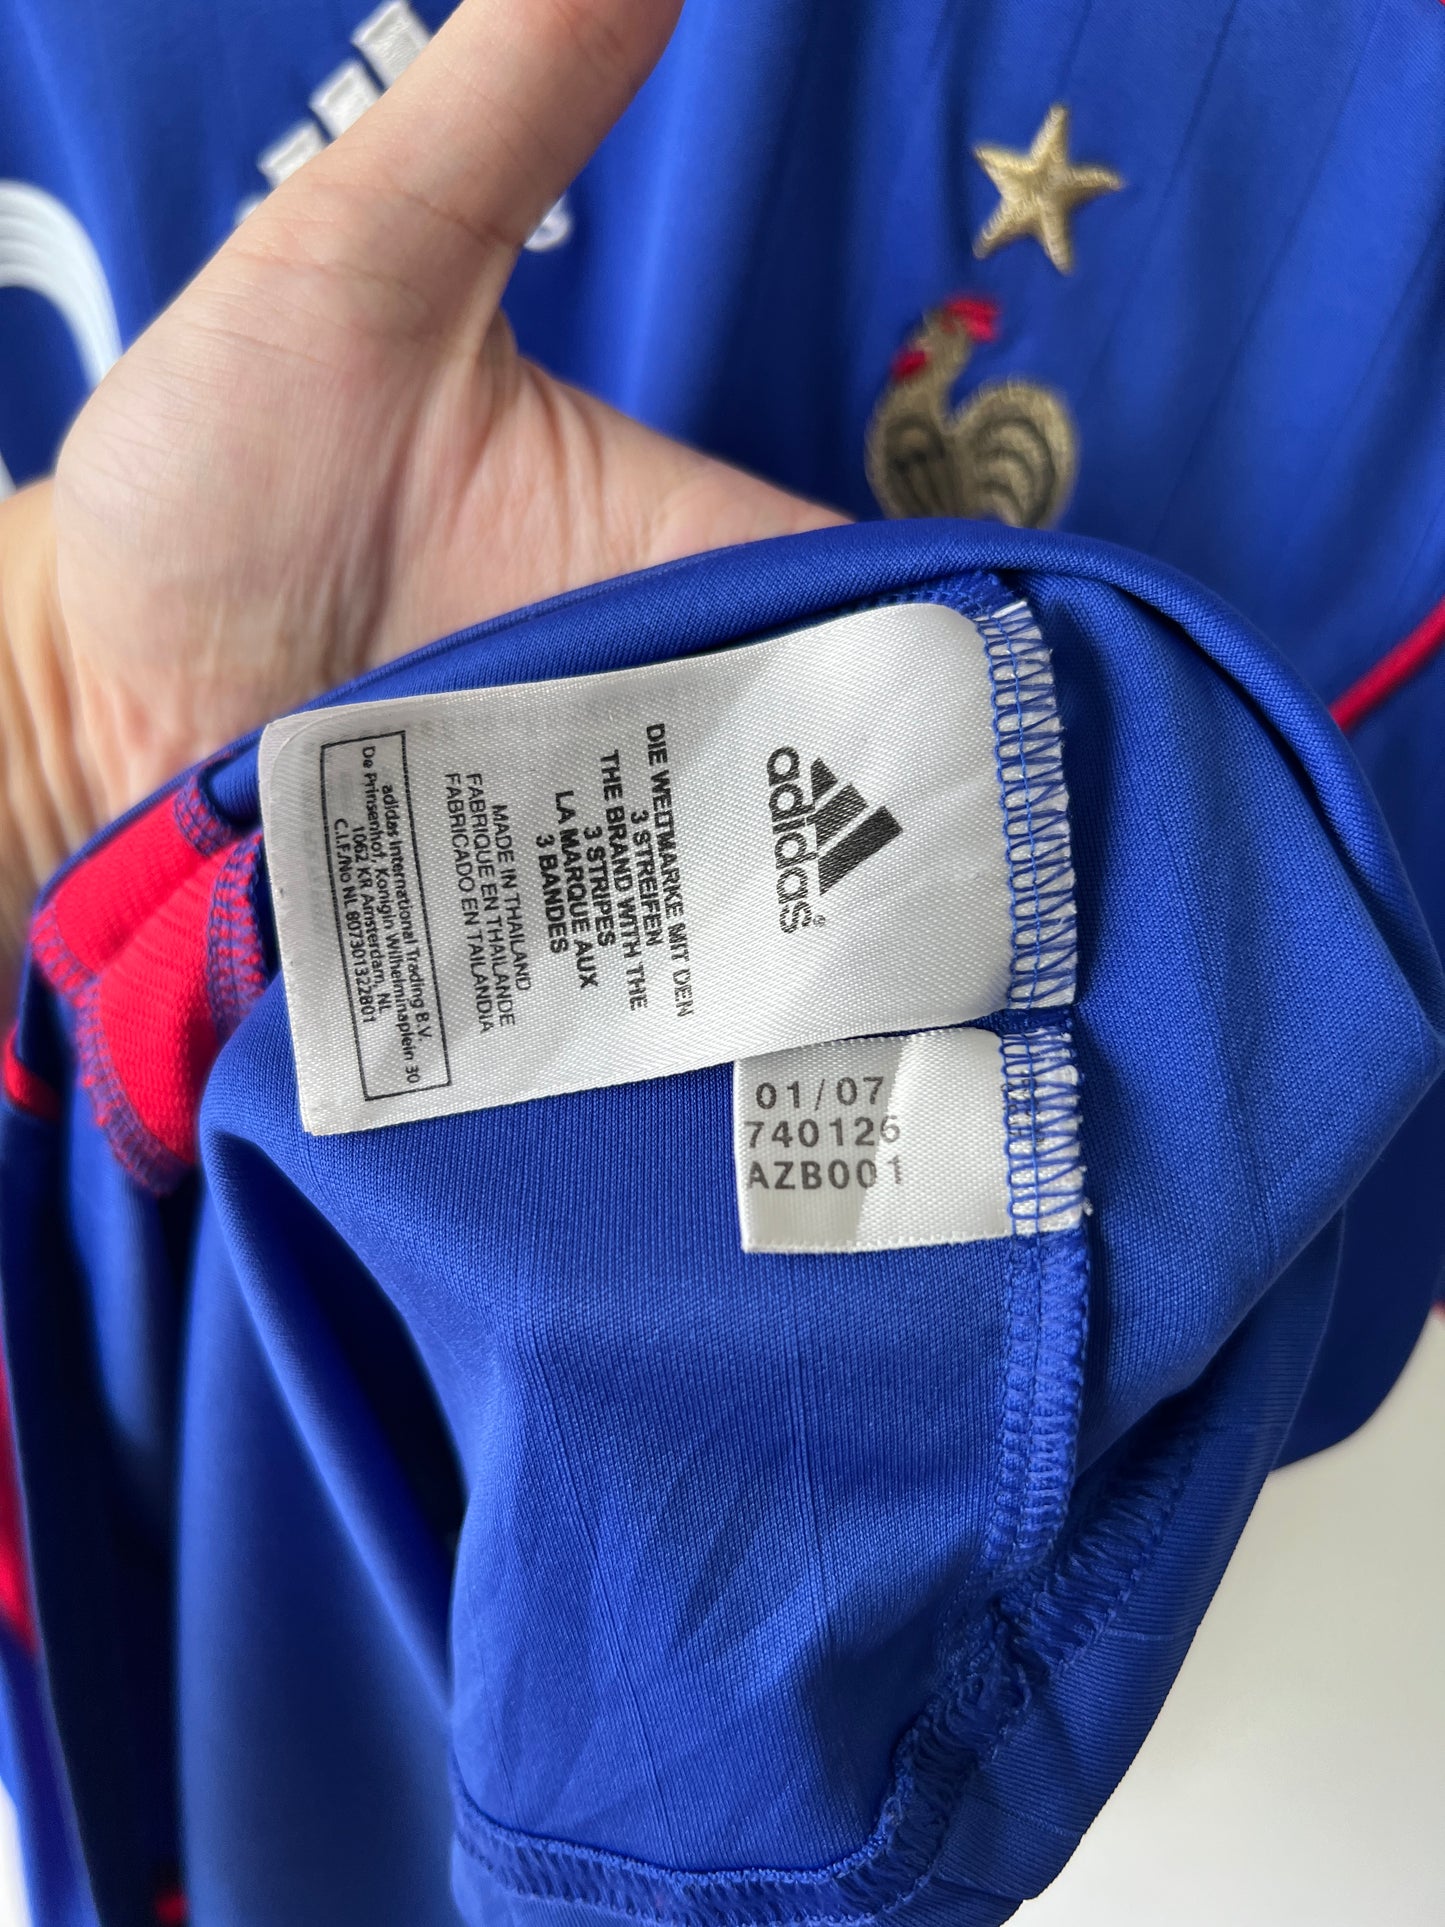 adidas
DIE WELTMARKE MIT DEN
3 STREIFEN
THE BRAND WITH THE
3 STRIPES
LA MARQUE AUX
3 BANDES
MADE IN THAILAND
FABRIQUE EN THAILANDE
FABRICADO EN TAILANDIA
adidas International Trading B.V.
De Prinsenhof, Konigin Wilhelminaplein 30
1062 KR Amsterdam, NL
C.I.F./No NL 807301322B01
01/07
740126
AZB001